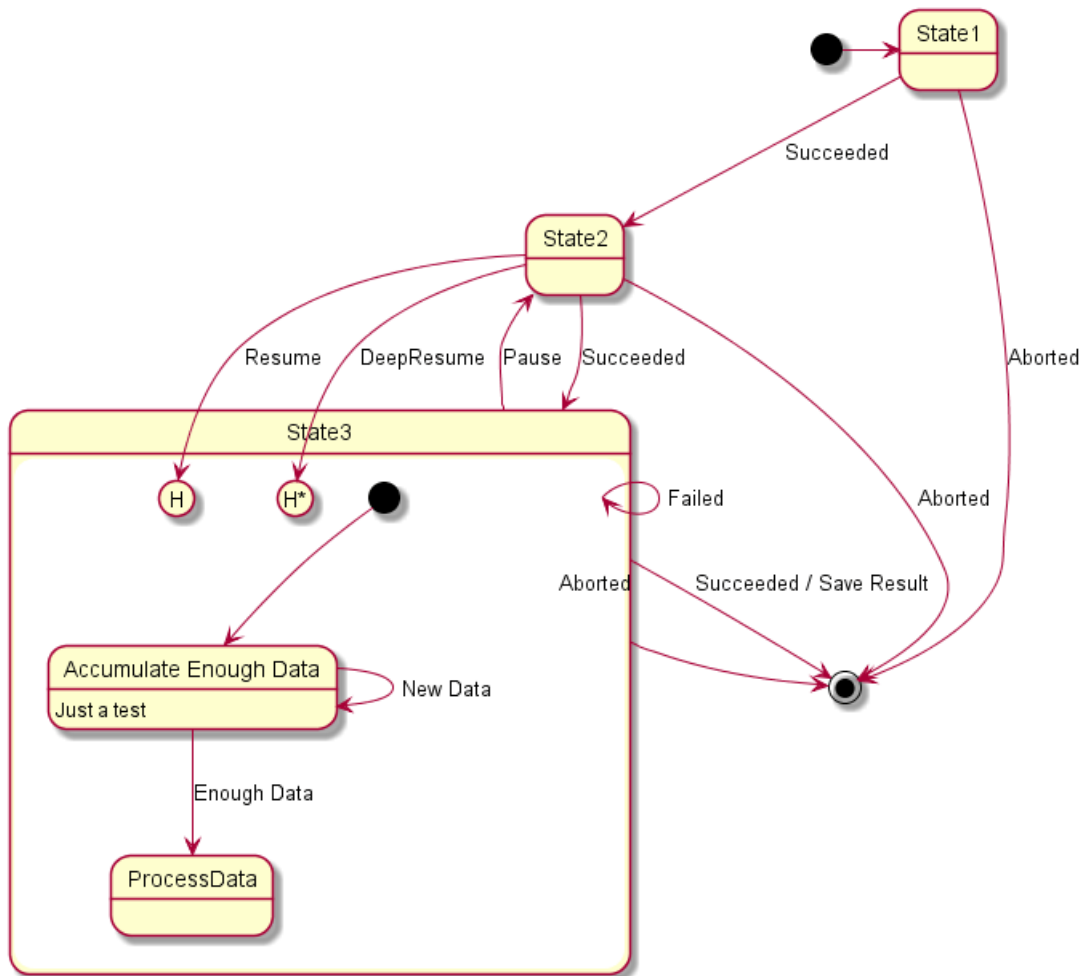 State1
Succeeded
State2
Resume
DeepResume
Pause
Succeeded
Aborted
State3
H
H*
Failed
Aborted
Aborted
Succeeded / Save Result
Accumulate Enough Data
New Data
Just a test
Enough Data
ProcessData